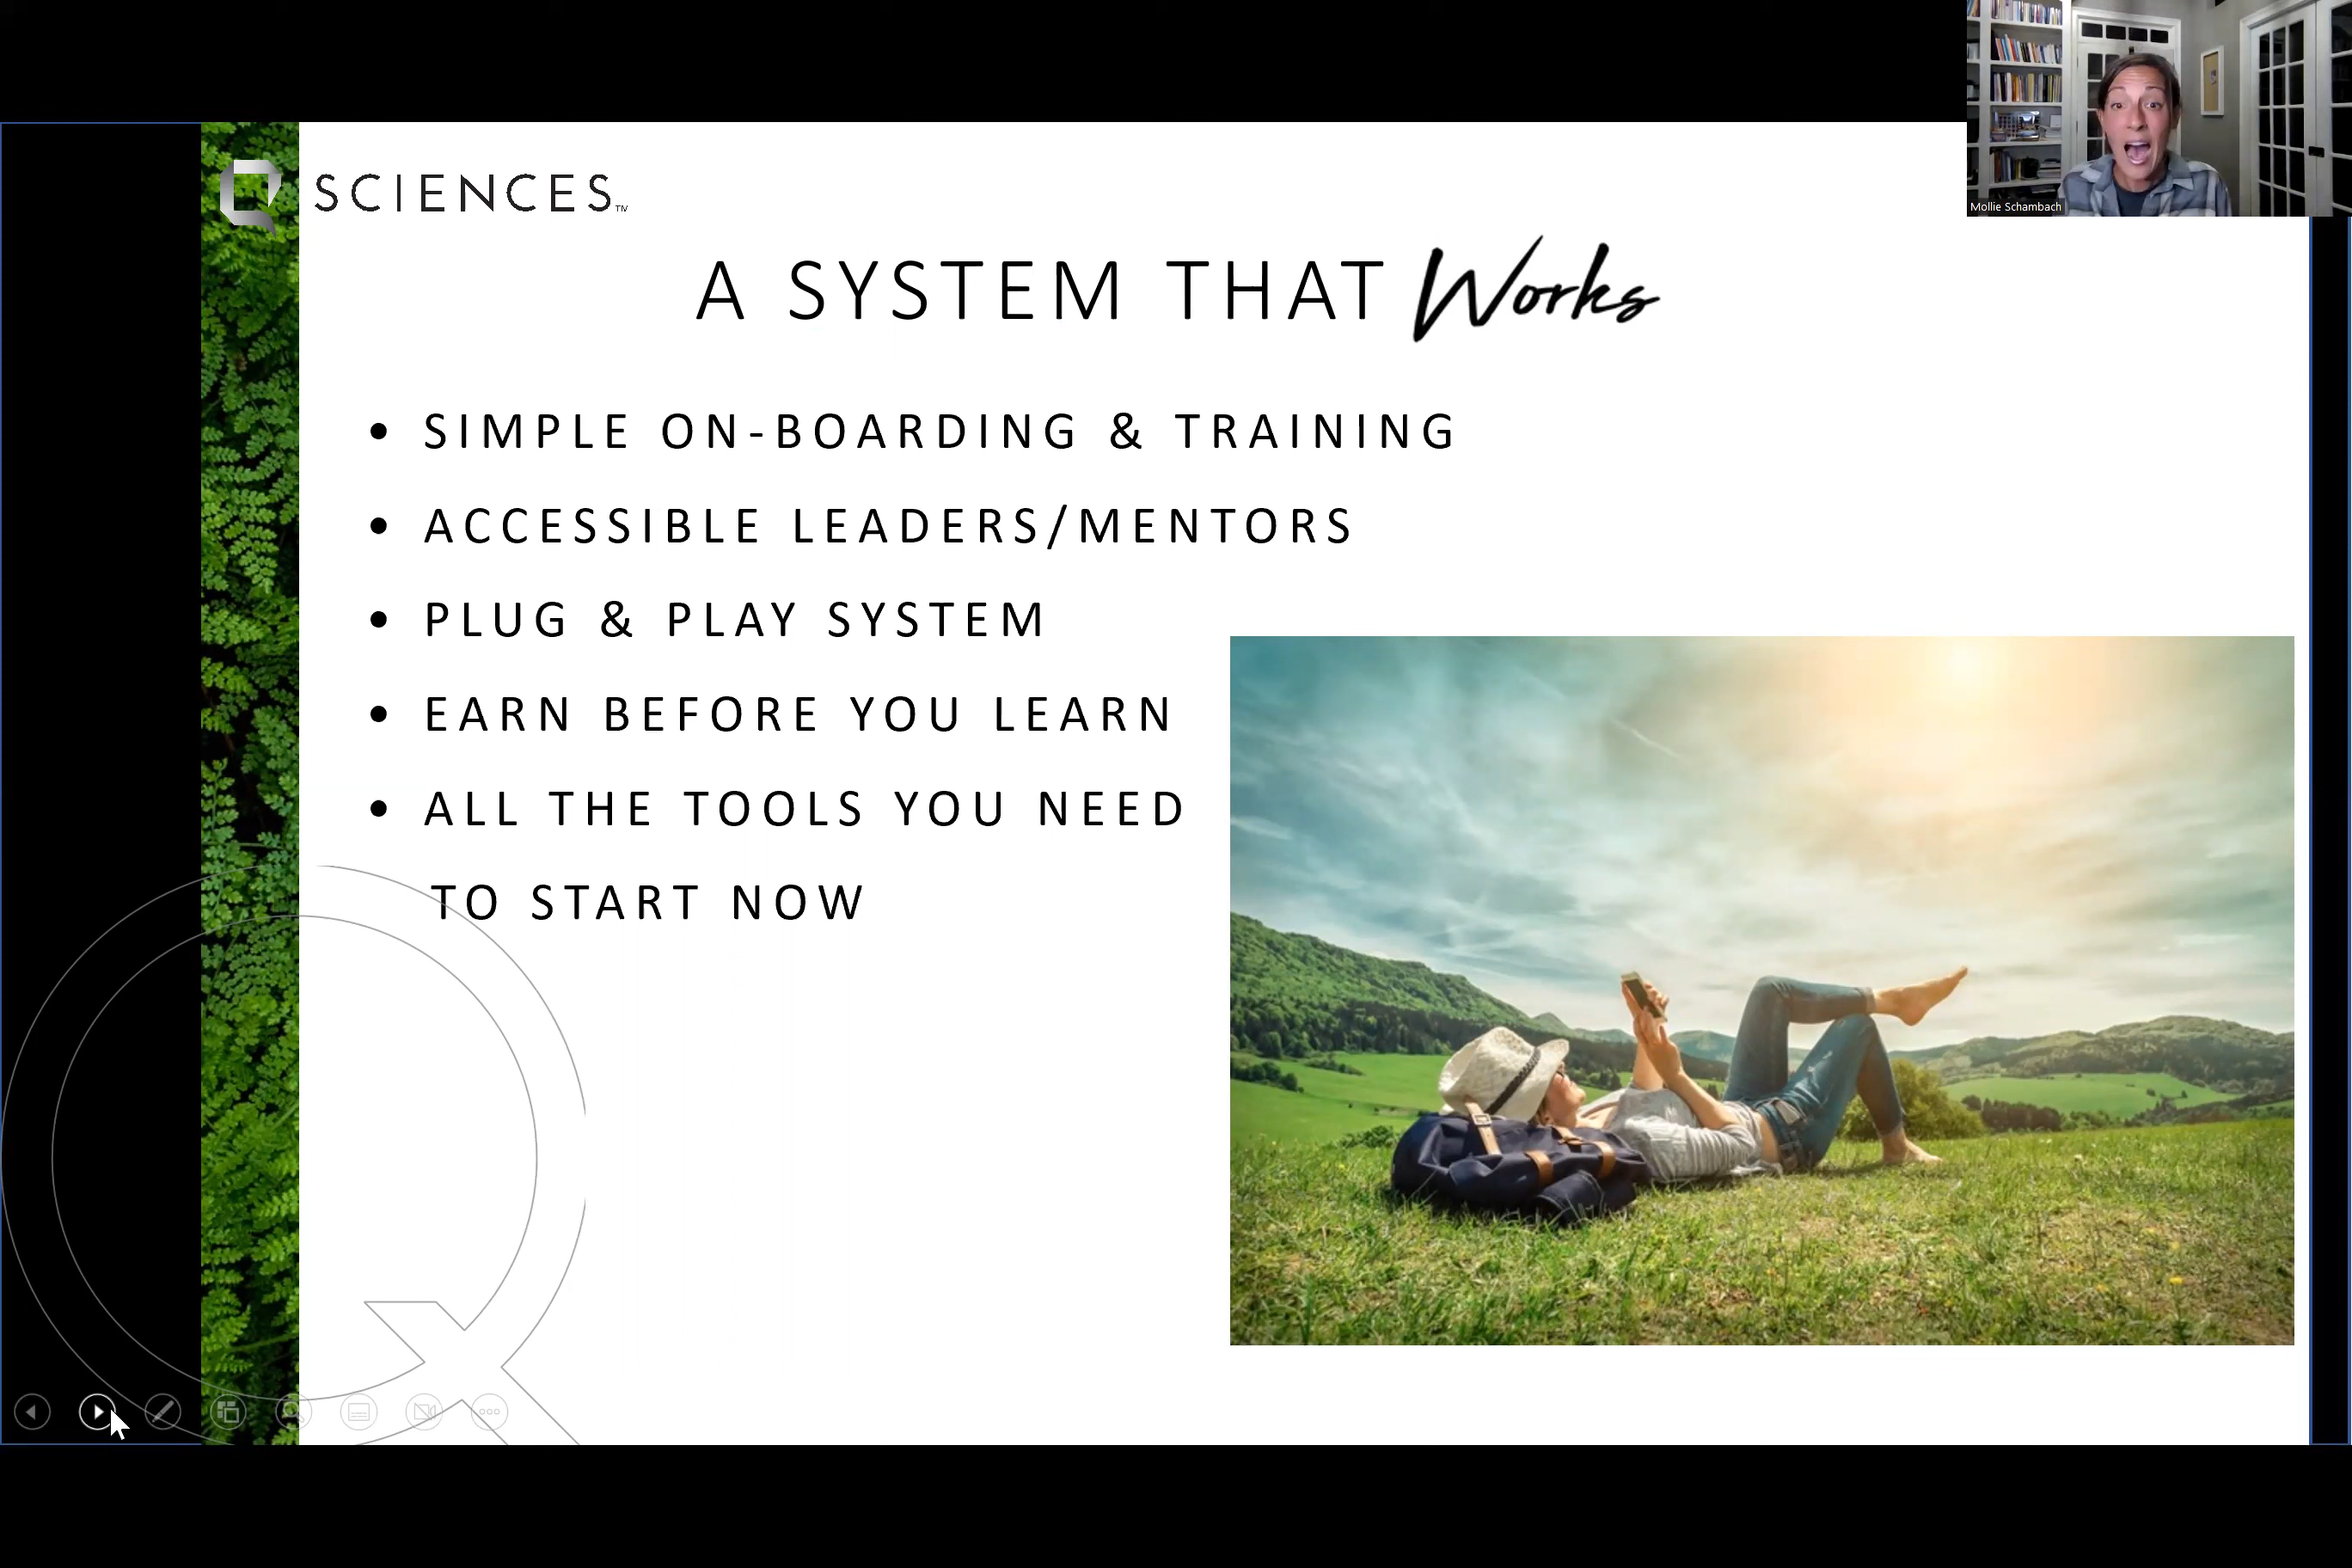 Mollie Schambach
Q SCIENCES™
A SYSTEM THAT Works
• SIMPLE ON-BOARDING & TRAINING
• ACCESSIBLE LEADERS/MENTORS
• PLUG & PLAY SYSTEM
• EARN BEFORE YOU LEARN
• ALL THE TOOLS YOU NEED
TO START NOW